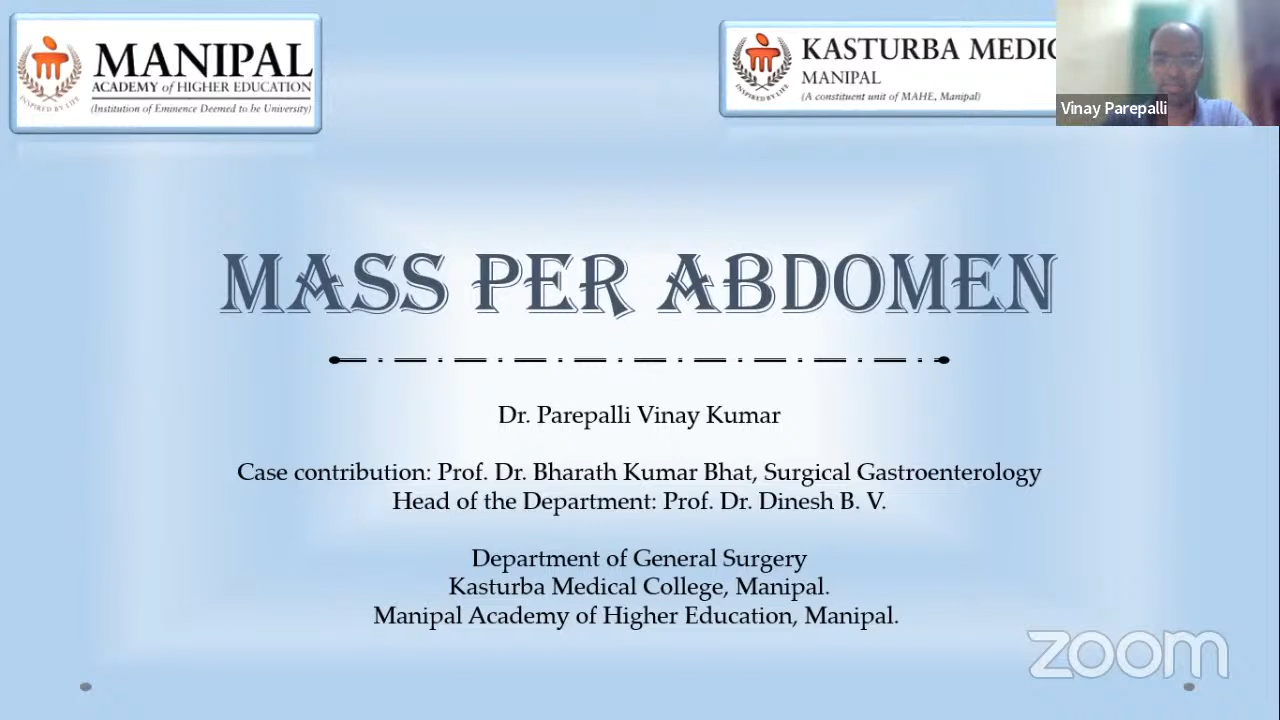 MANIPAL
ACADEMY of HIGHER EDUCATION
(Institution of Eminence Deemed to be University)
INSPIRED BY LIFE
KASTURBA MEDIC
MANIPAL
(A constituent unit of MAHE, Manipal)
INSPIRED BY LIFE
Vinay Parepalli
MASS PER ABDOMEN
Dr. Parepalli Vinay Kumar
Case contribution: Prof. Dr. Bharath Kumar Bhat, Surgical Gastroenterology
Head of the Department: Prof. Dr. Dinesh B. V.
Department of General Surgery
Kasturba Medical College, Manipal.
Manipal Academy of Higher Education, Manipal.
zoom